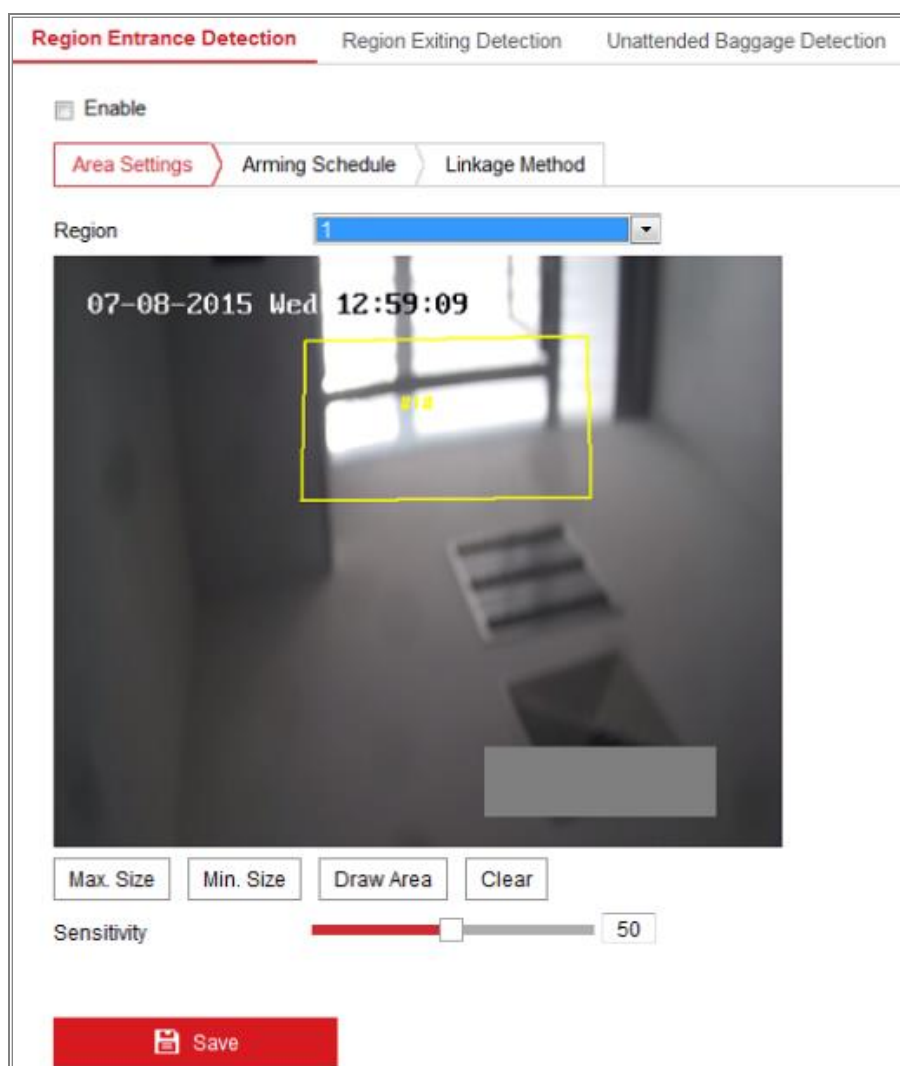 Region Entrance Detection Region Exiting Detection Unattended Baggage Detection
Enable
Area Settings Arming Schedule Linkage Method
Region 1
07-08-2015 Wed 12:59:09
#1#
Max. Size Min. Size Draw Area Clear
Sensitivity 50
Save